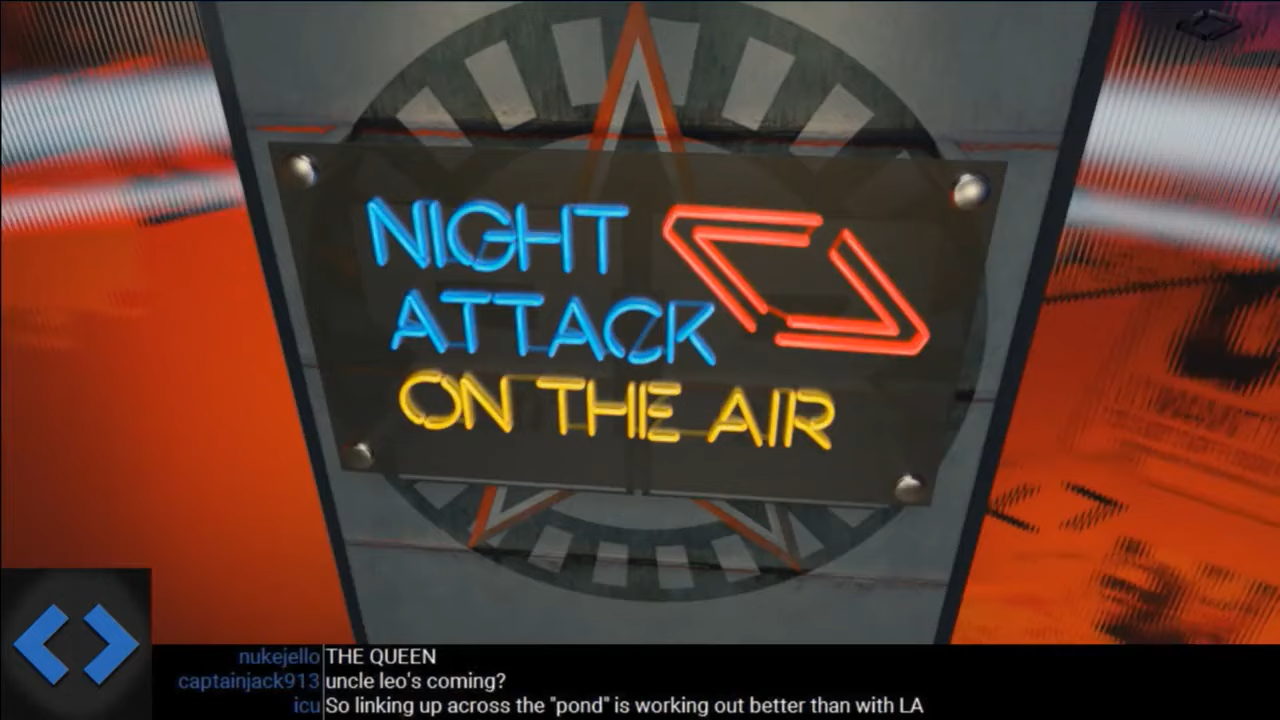 NIGHT
ATTACK
ON THE AIR
nukejello THE QUEEN
captainjack913 uncle leo's coming?
icu So linking up across the "pond" is working out better than with LA